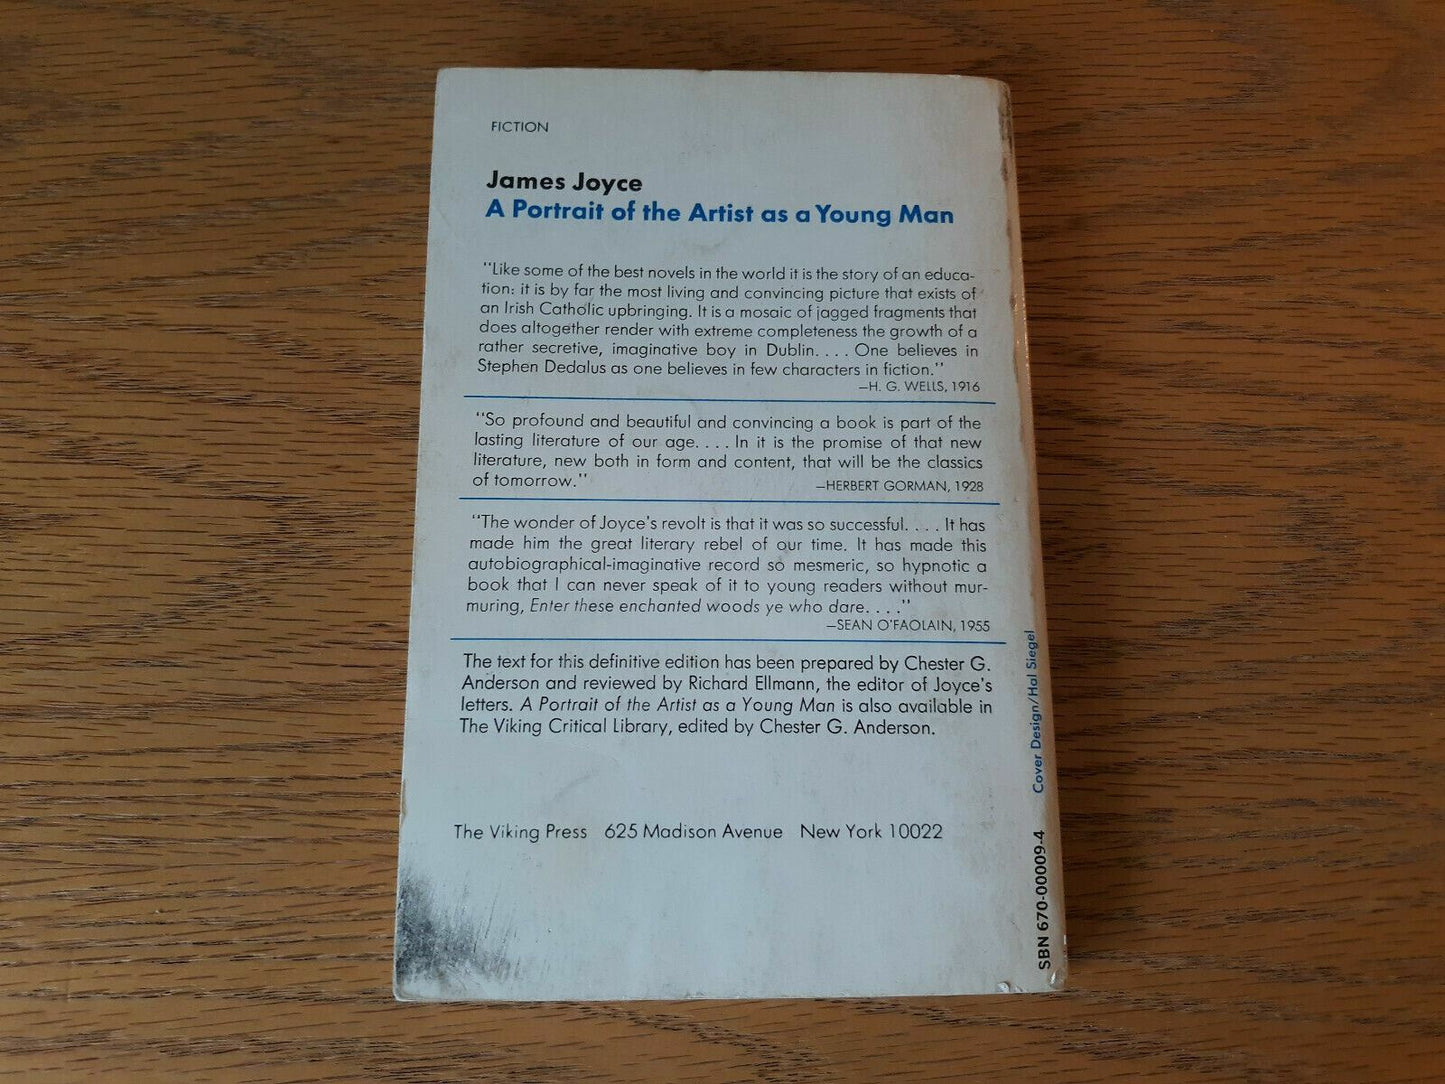 FICTION
James Joyce
A Portrait of the Artist as a Young Man
"Like some of the best novels in the world it is the story of an educa-
tion: it is by far the most living and convincing picture that exists of
an Irish Catholic upbringing. It is a mosaic of jagged fragments that
does altogether render with extreme completeness the growth of a
rather secretive, imaginative boy in Dublin. . . . One believes in
Stephen Dedalus as one believes in few characters in fiction."
—H. G. WELLS, 1916
"So profound and beautiful and convincing a book is part of the
lasting literature of our age. . . . In it is the promise of that new
literature, new both in form and content, that will be the classics
of tomorrow."
—HERBERT GORMAN, 1928
"The wonder of Joyce's revolt is that it was so successful. . . . It has
made him the great literary rebel of our time. It has made this
autobiographical-imaginative record so mesmeric, so hypnotic a
book that I can never speak of it to young readers without mur-
muring, Enter these enchanted woods ye who dare. . . ."
—SEAN O'FAOLAIN, 1955
The text for this definitive edition has been prepared by Chester G.
Anderson and reviewed by Richard Ellmann, the editor of Joyce's
letters. A Portrait of the Artist as a Young Man is also available in
The Viking Critical Library, edited by Chester G. Anderson.
The Viking Press 625 Madison Avenue New York 10022
Cover Design/Hal Siegel
SBN 670-00009-4